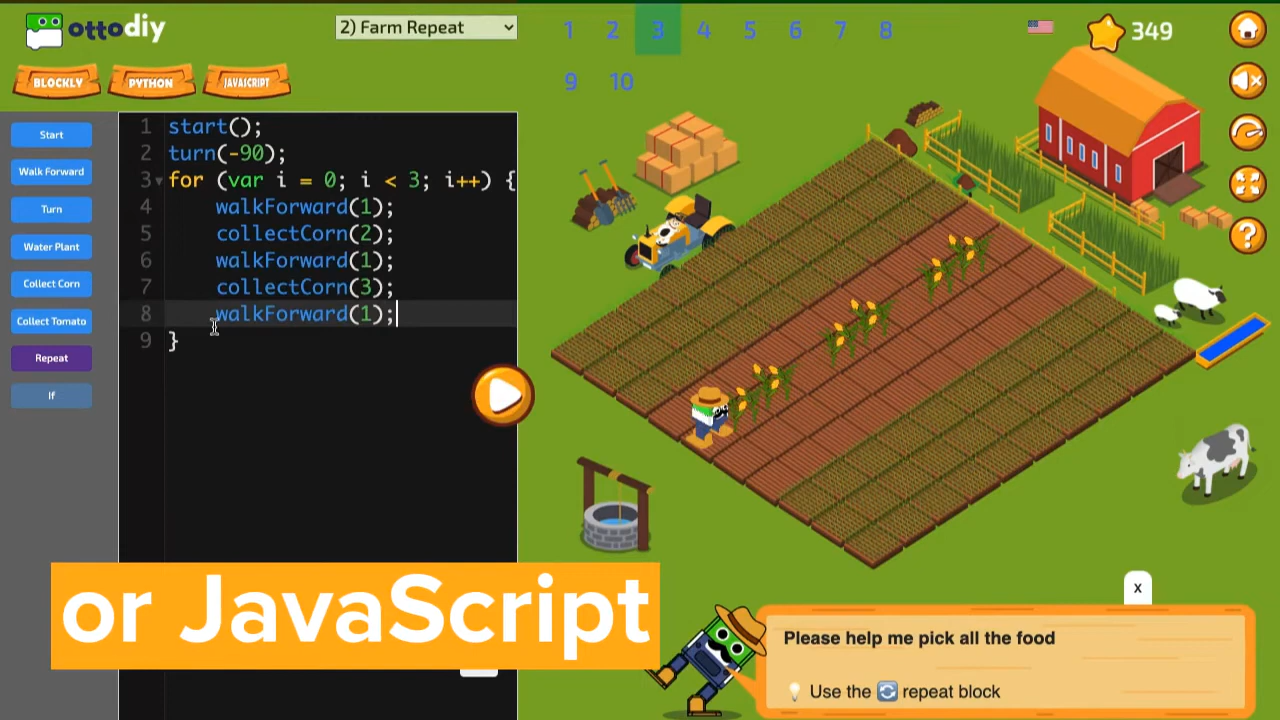 ottodiy
2) Farm Repeat
1 2 3 4 5 6 7 8
9 10
349
BLOCKLY
PYTHON
JAVASCRIPT
Start
Walk Forward
Turn
Water Plant
Collect Corn
Collect Tomato
Repeat
If
1 start();
2 turn(-90);
3 for (var i = 0; i < 3; i++) {
4 walkForward(1);
5 collectCorn(2);
6 walkForward(1);
7 collectCorn(3);
8 walkForward(1);
9 }
?
or JavaScript
x
Please help me pick all the food
Use the repeat block